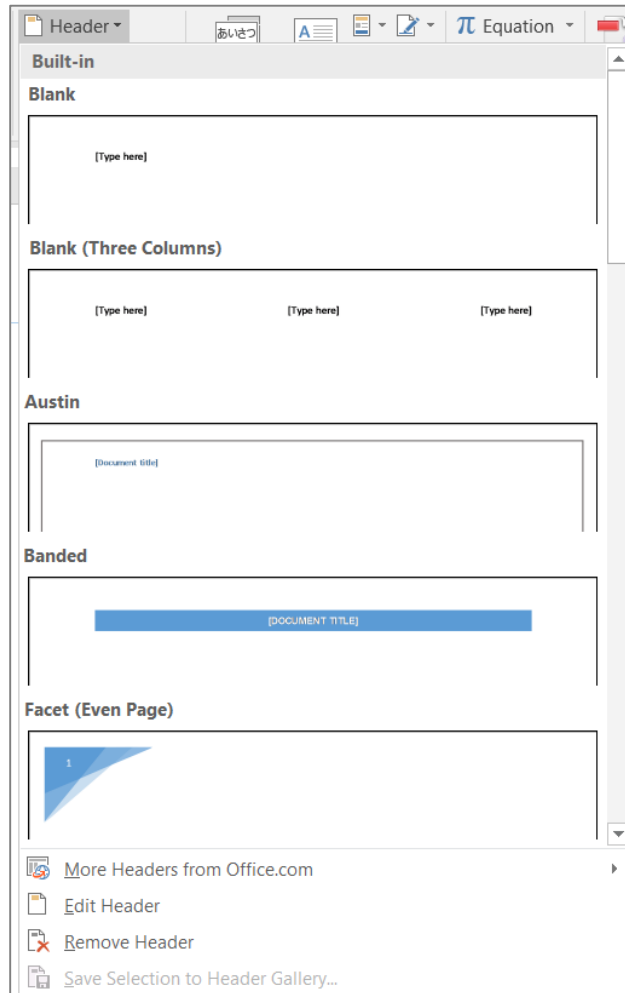 Header
あいさつ
A
π Equation
Built-in
Blank
[Type here]
Blank (Three Columns)
[Type here] [Type here] [Type here]
Austin
[Document title]
Banded
[DOCUMENT TITLE]
Facet (Even Page)
1
More Headers from Office.com
Edit Header
Remove Header
Save Selection to Header Gallery...